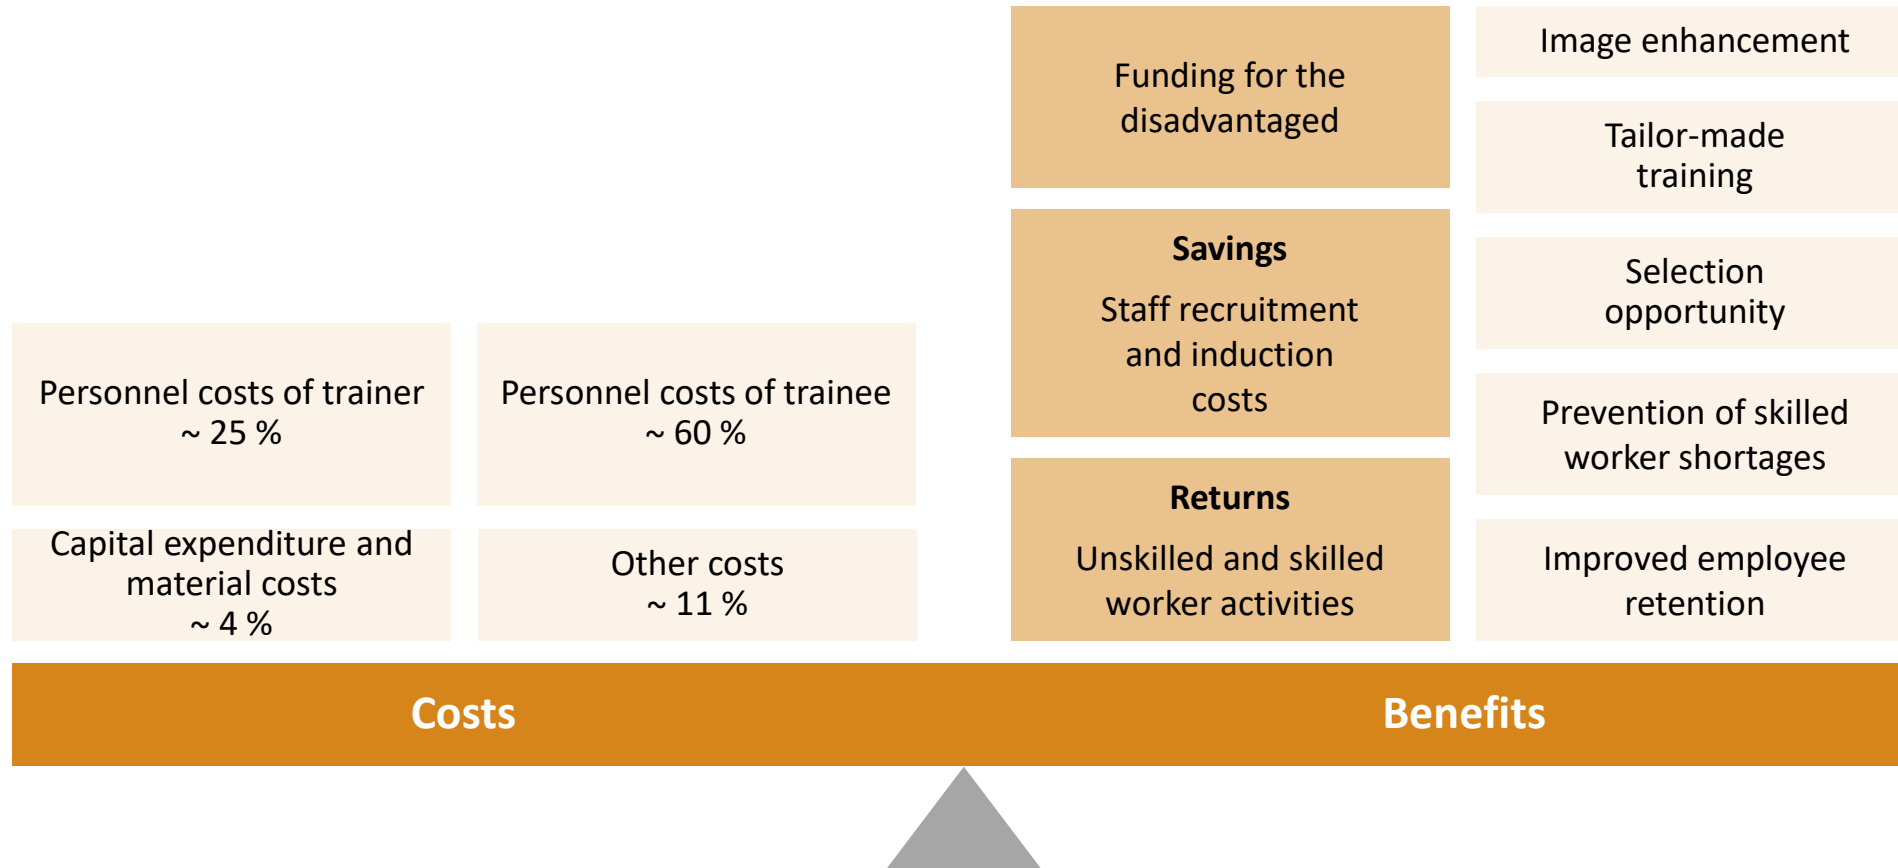 Personnel costs of trainer
~ 25 %
Personnel costs of trainee
~ 60 %
Capital expenditure and
material costs
~ 4 %
Other costs
~ 11 %
Funding for the
disadvantaged
Savings
Staff recruitment
and induction
costs
Returns
Unskilled and skilled
worker activities
Image enhancement
Tailor-made
training
Selection
opportunity
Prevention of skilled
worker shortages
Improved employee
retention
Costs
Benefits